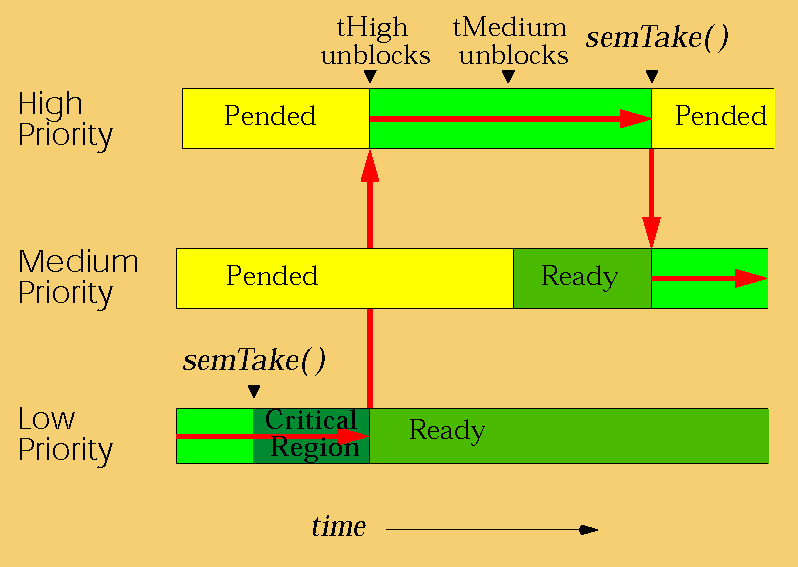 tHigh
unblocks
tMedium
unblocks
semTake()
High
Priority
Pended
Pended
Medium
Priority
Pended
Ready
semTake()
Low
Priority
Critical
Region
Ready
time